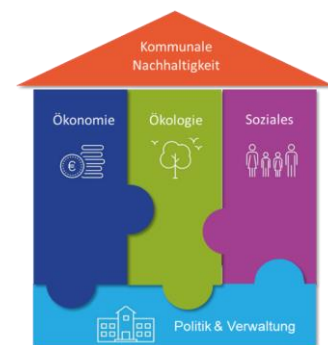 Kommunale
Nachhaltigkeit
Ökonomie
Ökologie
Soziales
€
Politik & Verwaltung